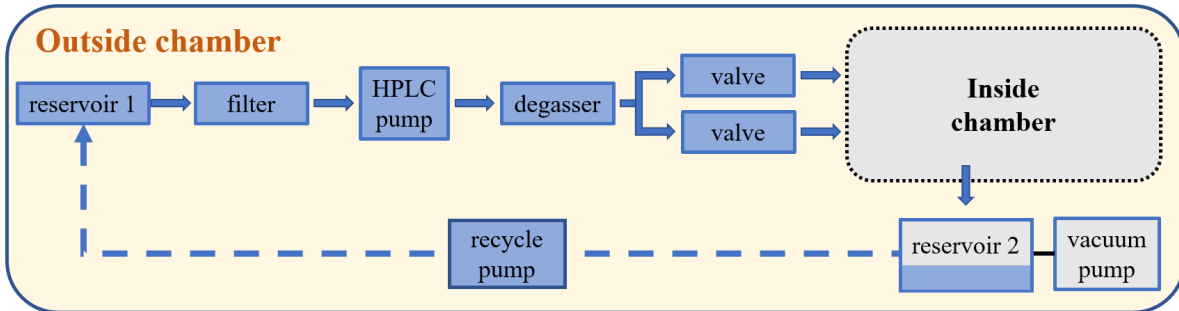 Outside chamber
reservoir 1
filter
HPLC
pump
degasser
valve
valve
Inside
chamber
recycle
pump
reservoir 2
vacuum
pump